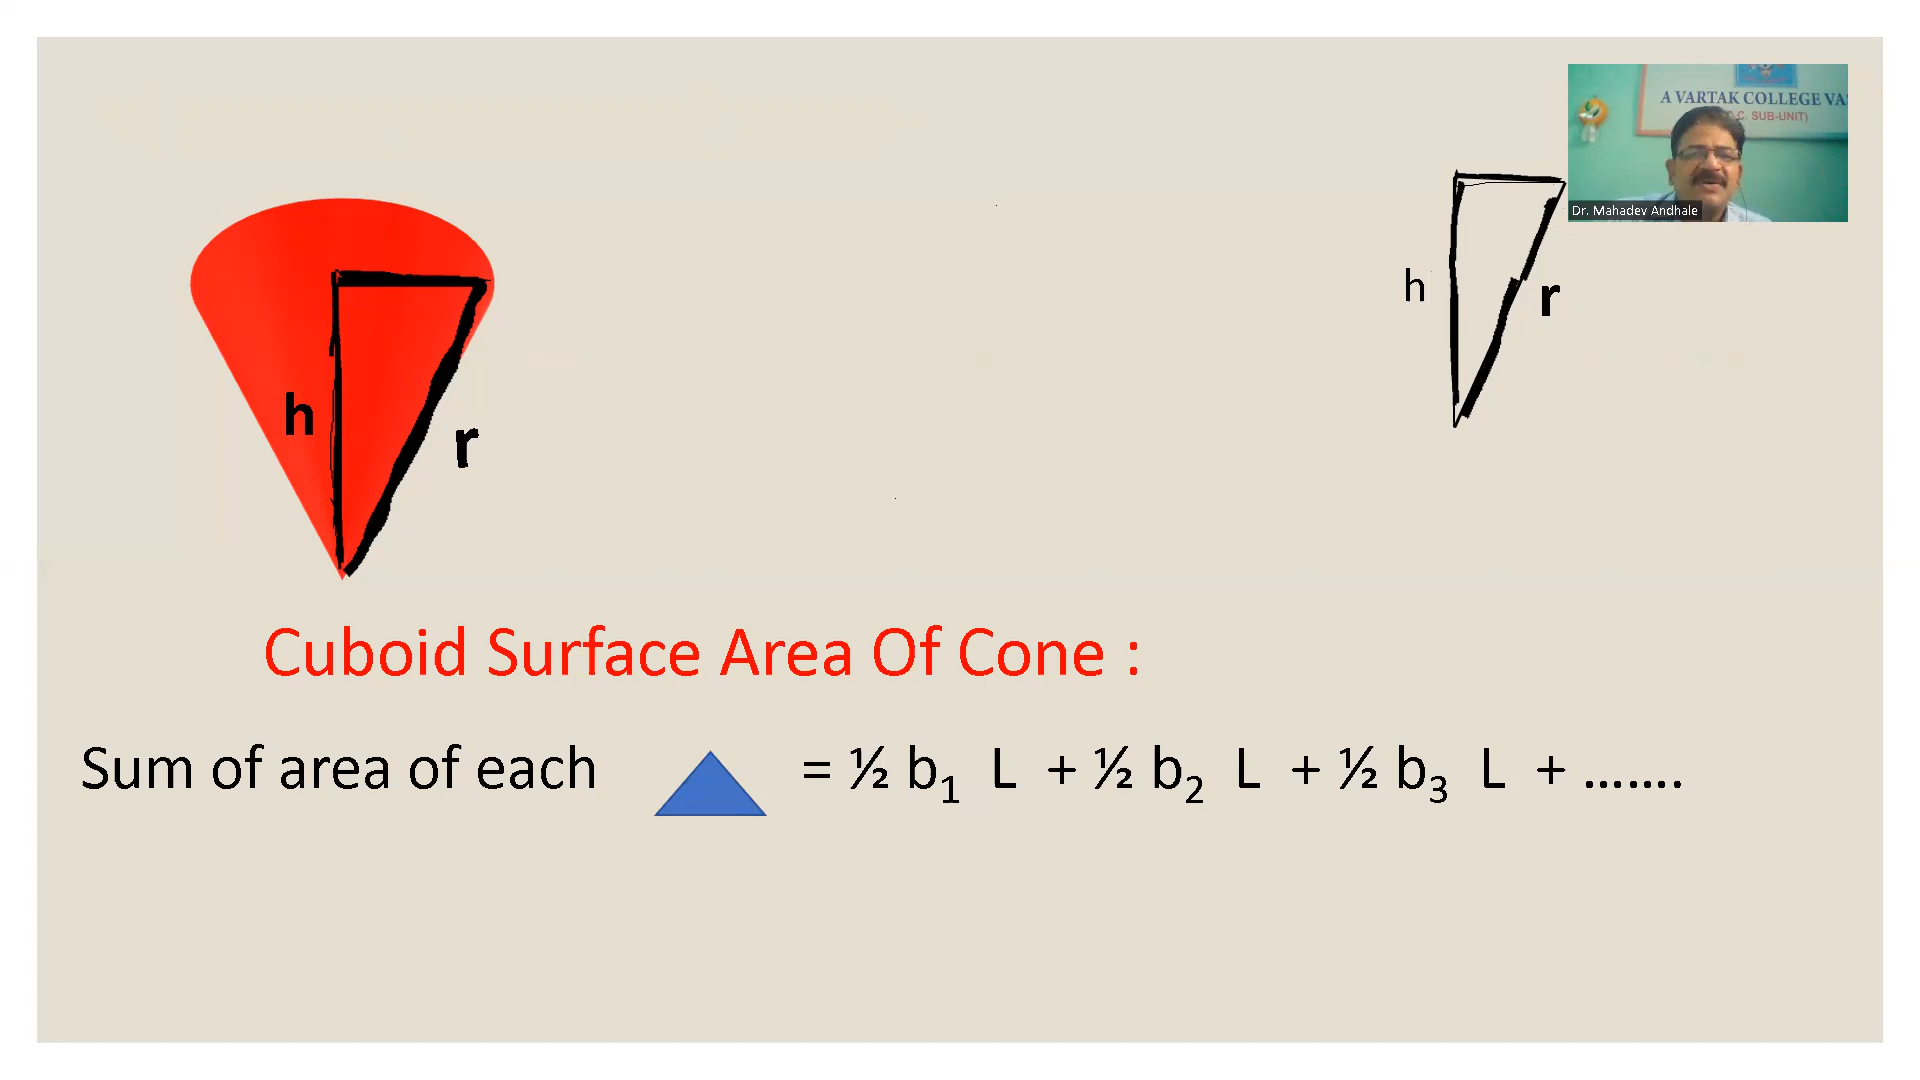 A VARTAK COLLEGE VA
C. SUB-UNIT)
Dr. Mahadev Andhale
h
r
h
r
Cuboid Surface Area Of Cone :
Sum of area of each = ½ b₁ L + ½ b₂ L + ½ b₃ L + .......